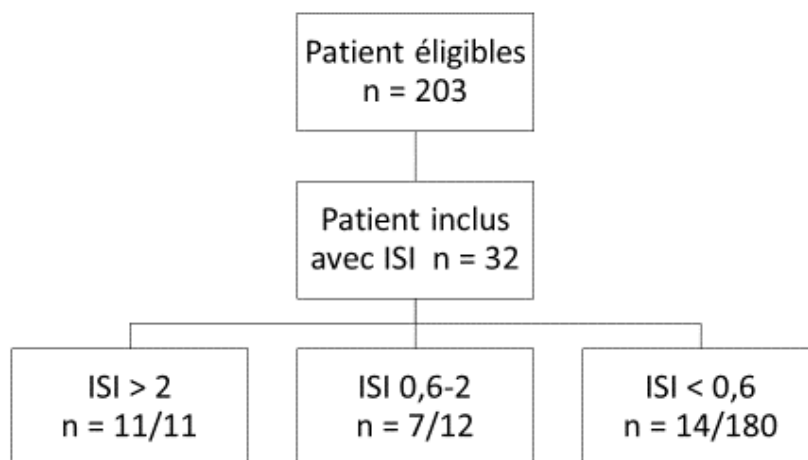 Patient éligibles
n = 203
Patient inclus
avec ISI  n = 32
ISI > 2
n = 11/11
ISI 0,6-2
n = 7/12
ISI < 0,6
n = 14/180